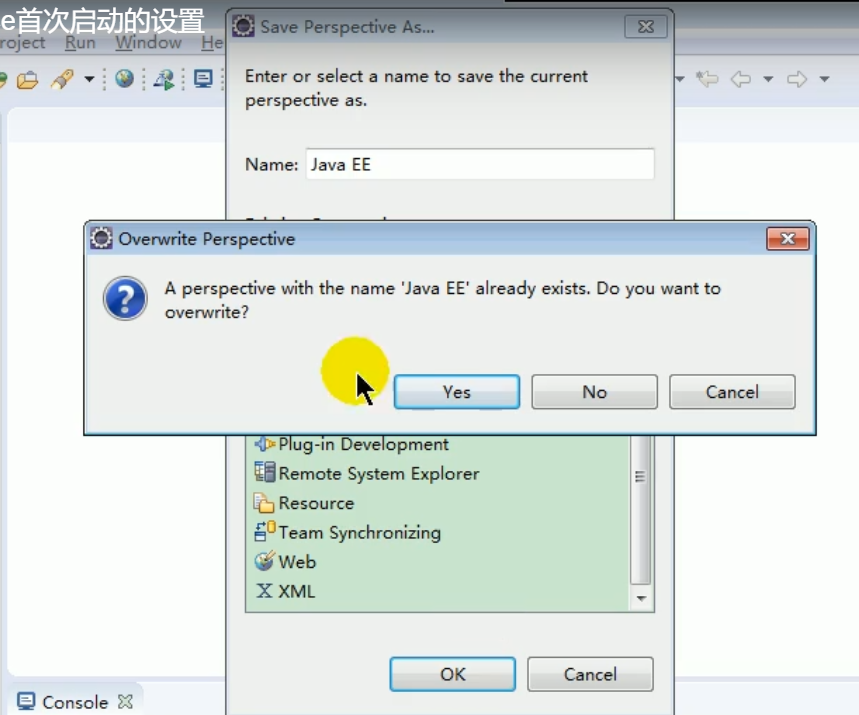 e首次启动的设置
roject Run Window He
Save Perspective As...
Enter or select a name to save the current
perspective as.
Name: Java EE
Overwrite Perspective
A perspective with the name 'Java EE' already exists. Do you want to
overwrite?
Yes No Cancel
Plug-in Development
Remote System Explorer
Resource
Team Synchronizing
Web
X XML
OK Cancel
Console